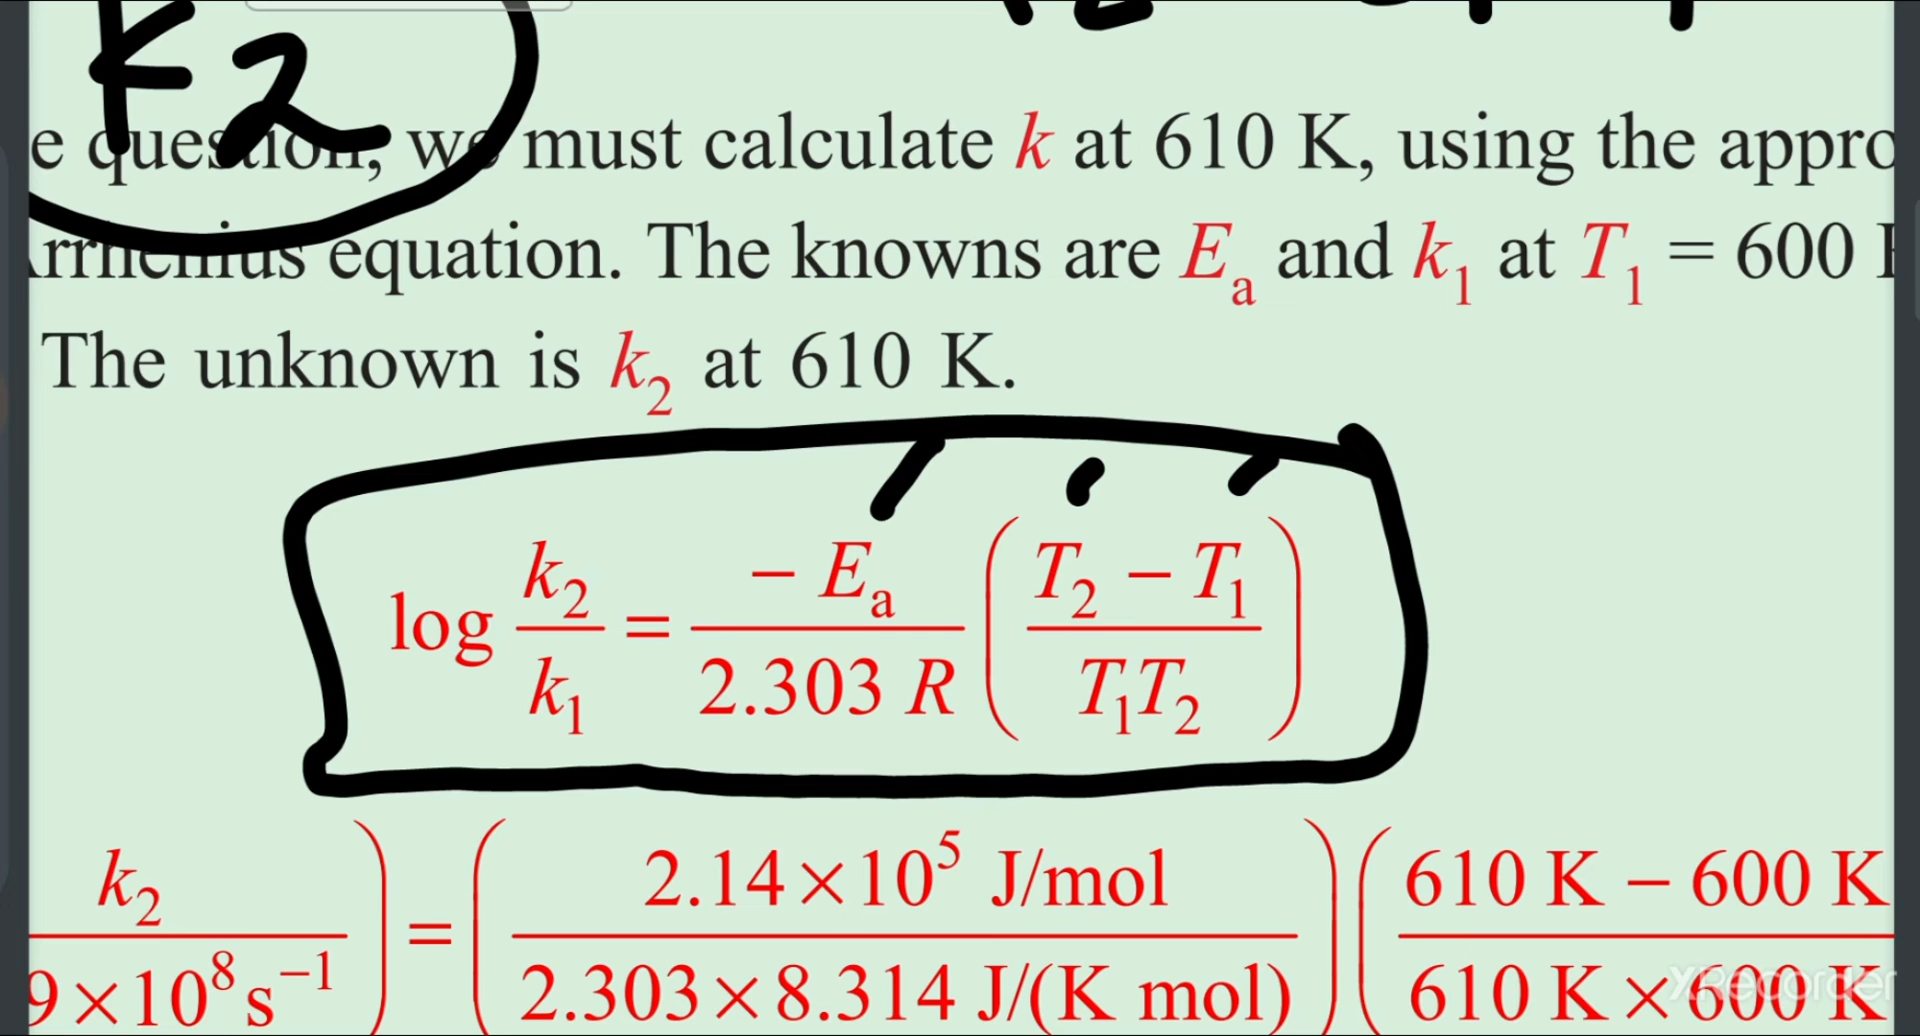 k2
e question, we must calculate k at 610 K, using the appro
rrhenius equation. The knowns are Ea and k1 at T1 = 600
The unknown is k2 at 610 K.
log k2/k1 = – Ea/2.303 R (T2 – T1/T1T2)
k2/9×10^8 s^–1) = (2.14×10^5 J/mol/2.303×8.314 J/(K mol)) (610 K – 600 K/610 K × 600 K
XRecorder